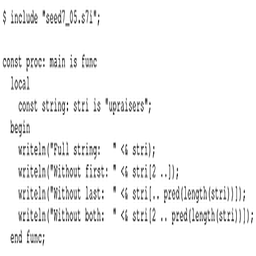 $ include "seed7_05.s7i";
const proc: main is func
local
const string: stri is "upraisers";
begin
writeln("Full string:  " <& stri);
writeln("Without first: " <& stri[2 ..]);
writeln("Without last:  " <& stri[.. pred(length(stri))]);
writeln("Without both:  " <& stri[2 .. pred(length(stri))]);
end func;